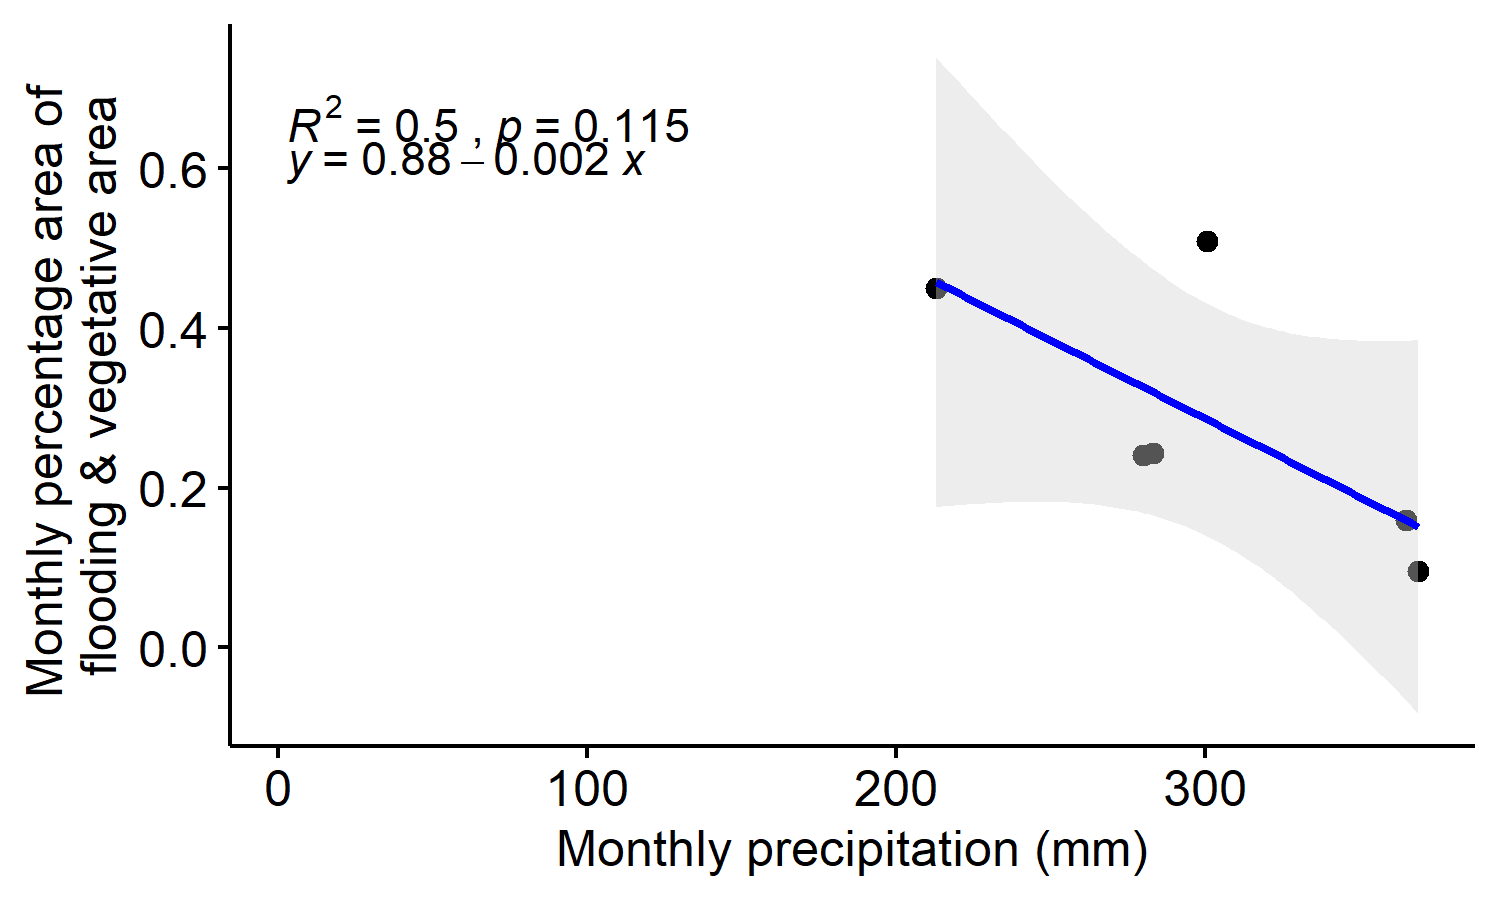 Monthly percentage area of
flooding & vegetative area
R² = 0.5 , p = 0.115
y = 0.88 – 0.002 x
0.6
0.4
0.2
0.0
0 100 200 300
Monthly precipitation (mm)